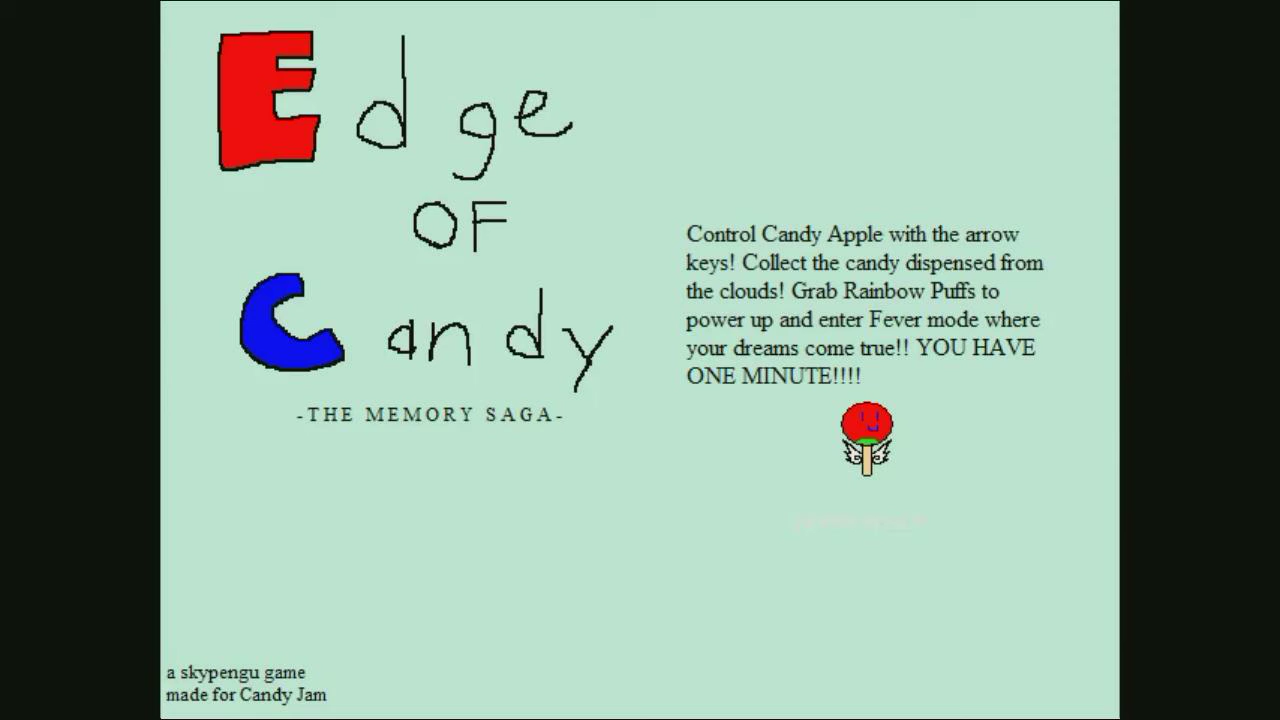 Edge
OF
Candy
-THE MEMORY SAGA-
Control Candy Apple with the arrow
keys! Collect the candy dispensed from
the clouds! Grab Rainbow Puffs to
power up and enter Fever mode where
your dreams come true!! YOU HAVE
ONE MINUTE!!!!
a skypengu game
made for Candy Jam